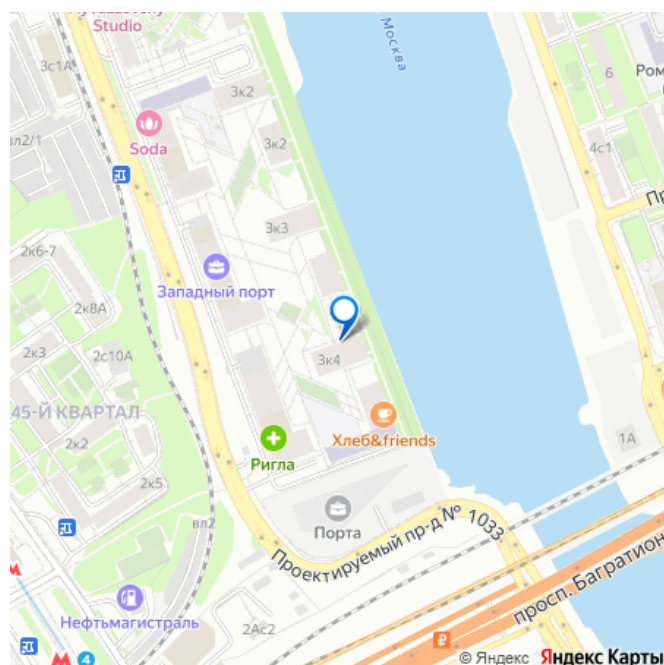 Studio
3с1А
3к2
Москва
6
Ром
вл2/1
Soda
3к2
4с1
Пр
2к6-7
3к3
Западный порт
2к8А
2к3
2с10А
3к4
45-Й КВАРТАЛ
2к2
Хлеб&friends
1А
Ригла
2к5
вл2
Порта
Проектируемый пр-д № 1033
просп. Багратион
Нефтьмагистраль
2Ас2
4
© Яндекс Яндекс Карты